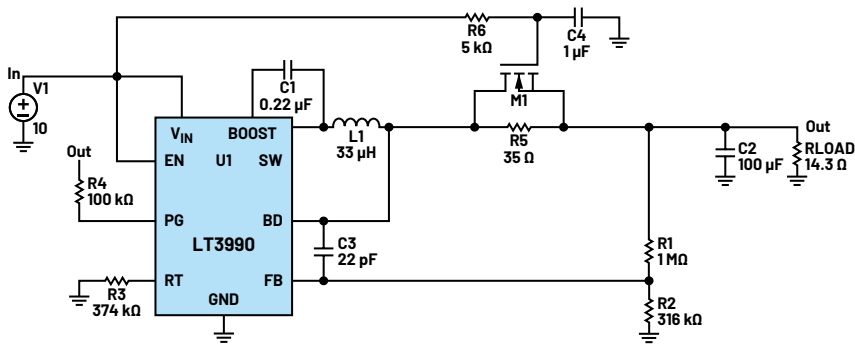 In
V1
10
R6
5 kΩ
C4
1 µF
M1
C1
0.22 µF
L1
33 µH
R5
35 Ω
Out
C2
100 µF
RLOAD
14.3 Ω
VIN
BOOST
EN
U1
SW
Out
R4
100 kΩ
PG
BD
LT3990
C3
22 pF
R1
1 MΩ
RT
FB
R3
374 kΩ
GND
R2
316 kΩ